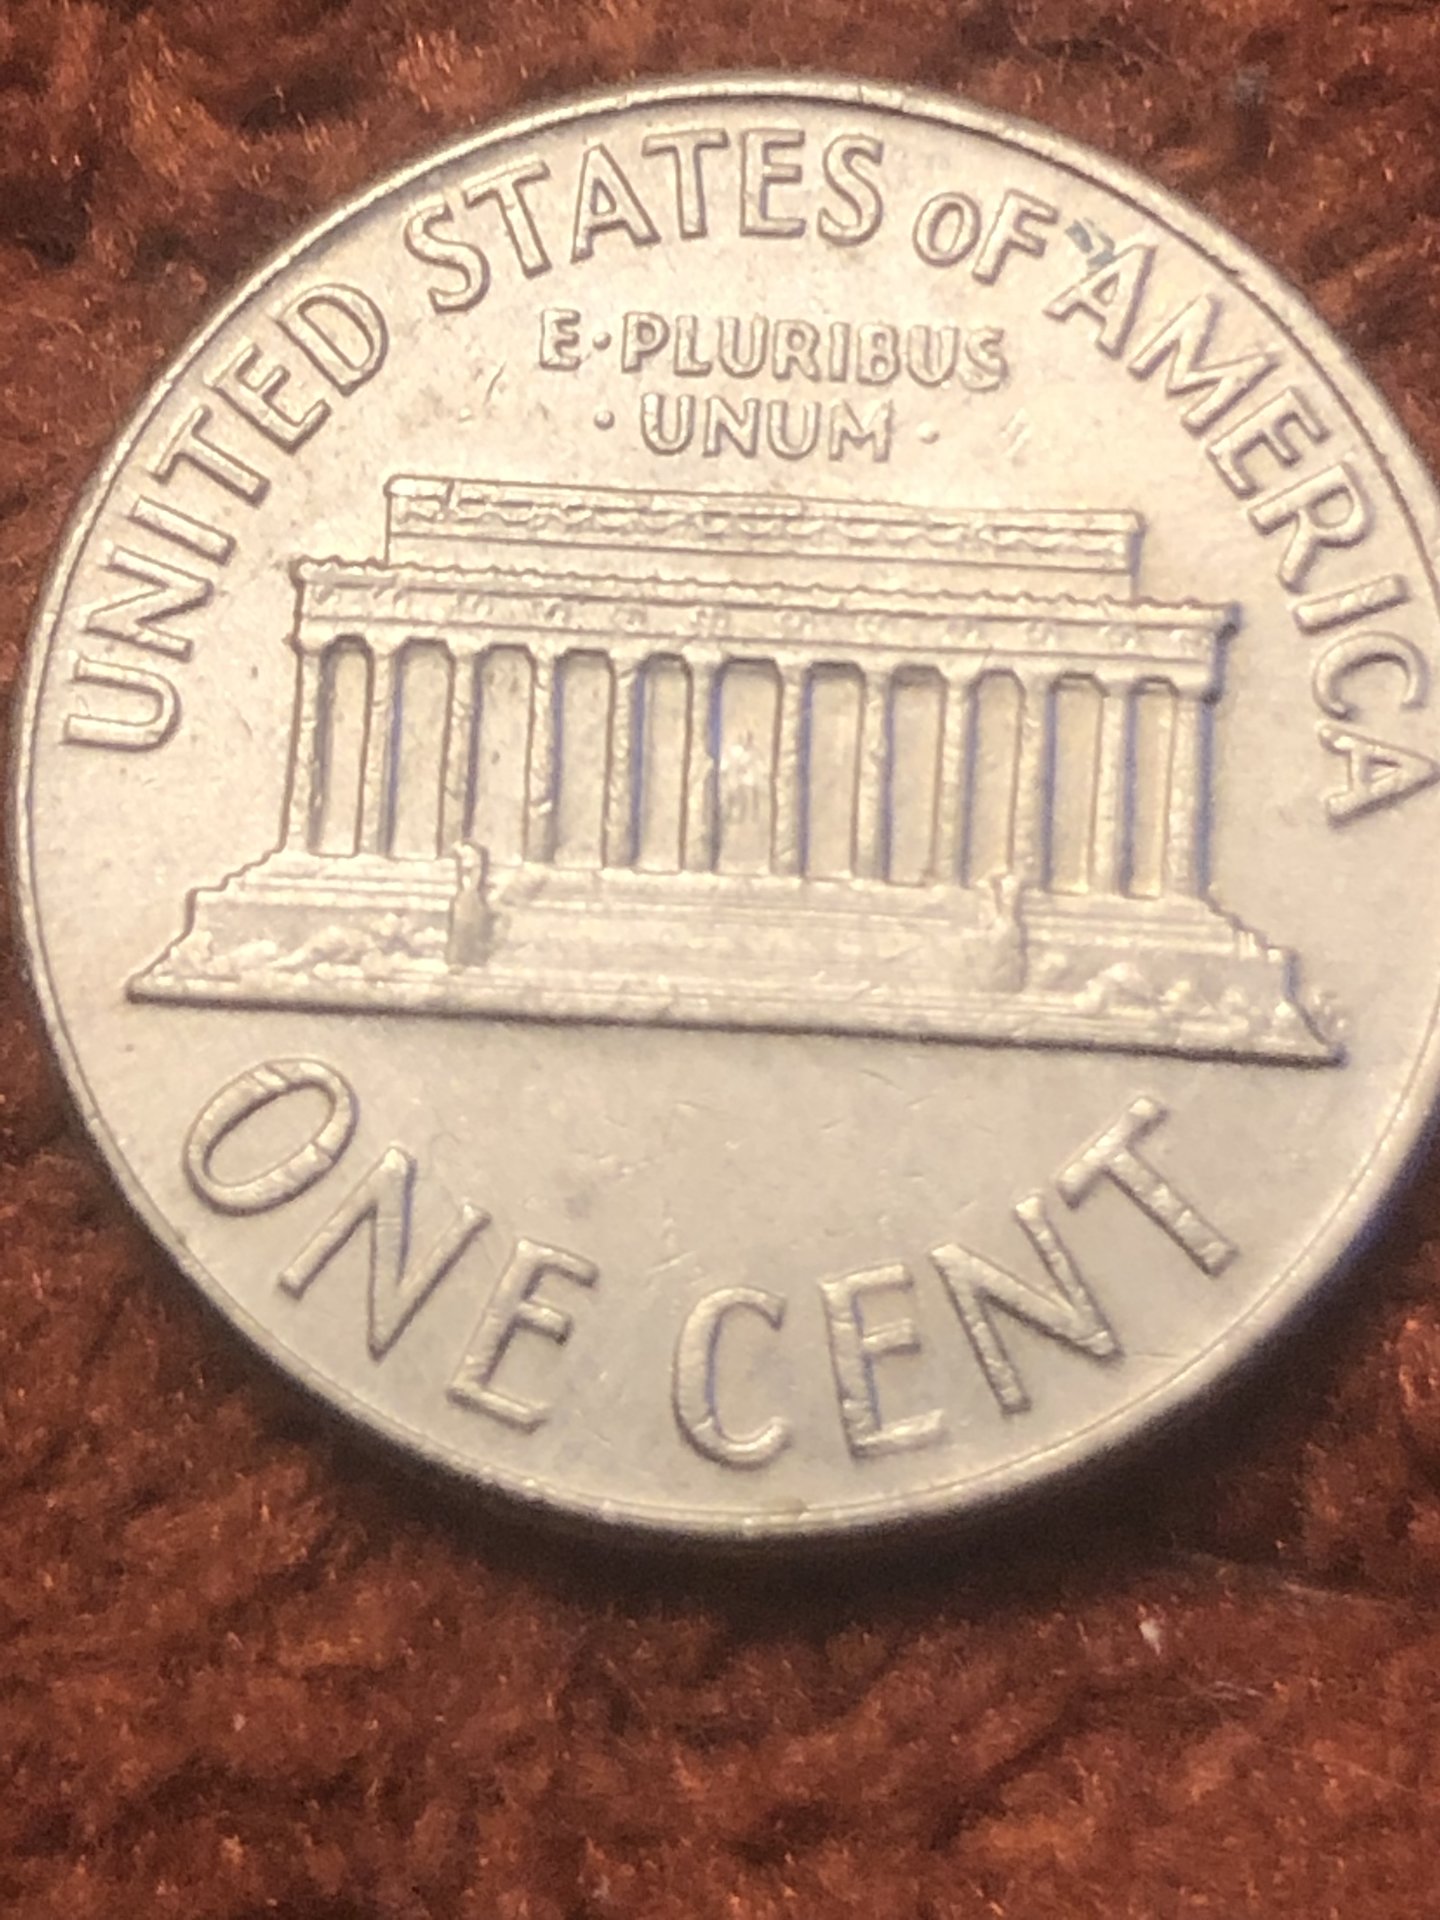 UNITED STATES OF AMERICA
E·PLURIBUS
·UNUM·
ONE CENT